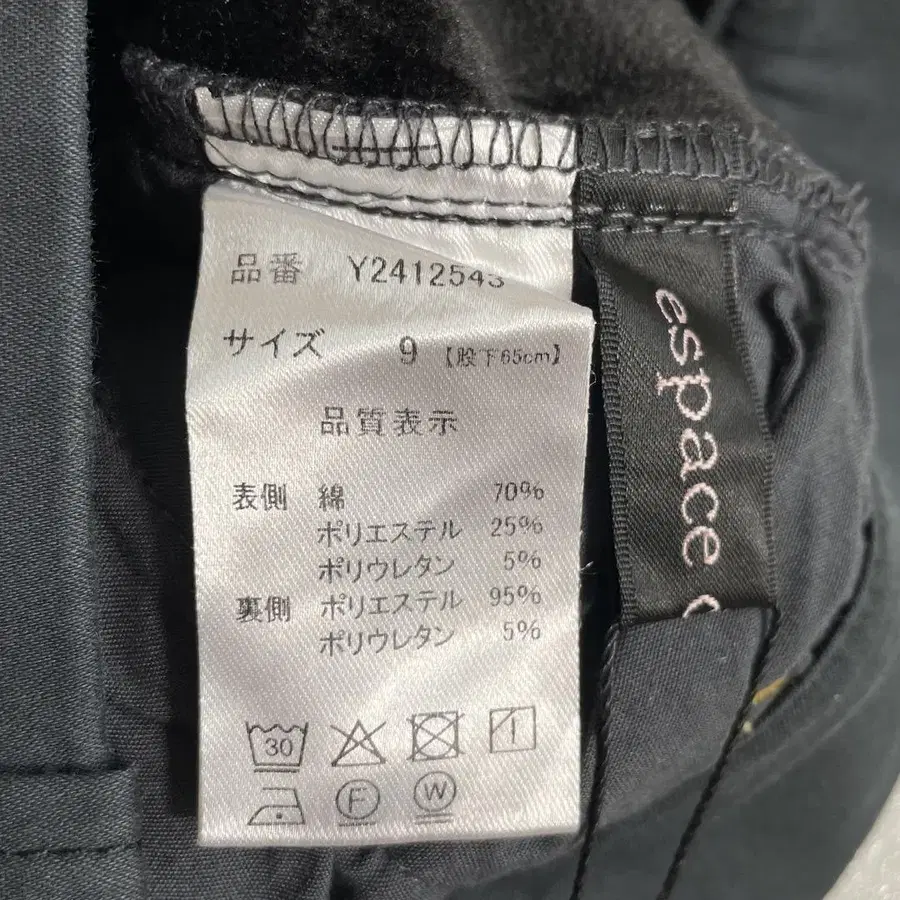 品番 Y2412543
サイズ 9 【股下65cm】
品質表示
表側 綿 70%
ポリエステル 25%
ポリウレタン 5%
裏側 ポリエステル 95%
ポリウレタン 5%
30
F W
espace